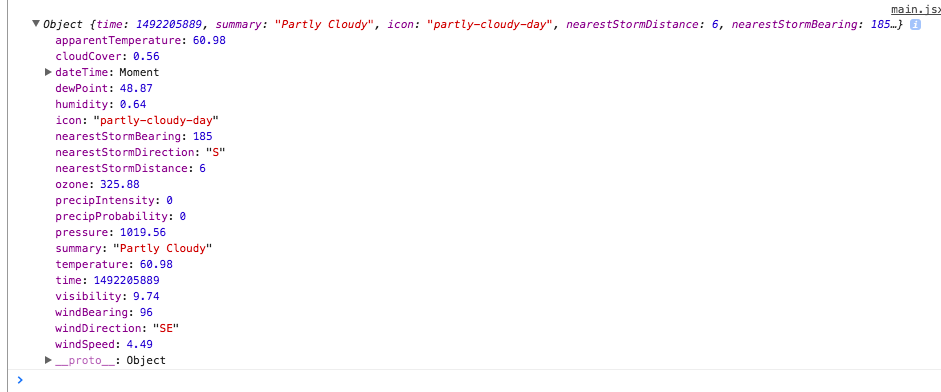 main.jsx
▼Object {time: 1492205889, summary: "Partly Cloudy", icon: "partly-cloudy-day", nearestStormDistance: 6, nearestStormBearing: 185…} i
apparentTemperature: 60.98
cloudCover: 0.56
▶dateTime: Moment
dewPoint: 48.87
humidity: 0.64
icon: "partly-cloudy-day"
nearestStormBearing: 185
nearestStormDirection: "S"
nearestStormDistance: 6
ozone: 325.88
precipIntensity: 0
precipProbability: 0
pressure: 1019.56
summary: "Partly Cloudy"
temperature: 60.98
time: 1492205889
visibility: 9.74
windBearing: 96
windDirection: "SE"
windSpeed: 4.49
▶__proto__: Object
>